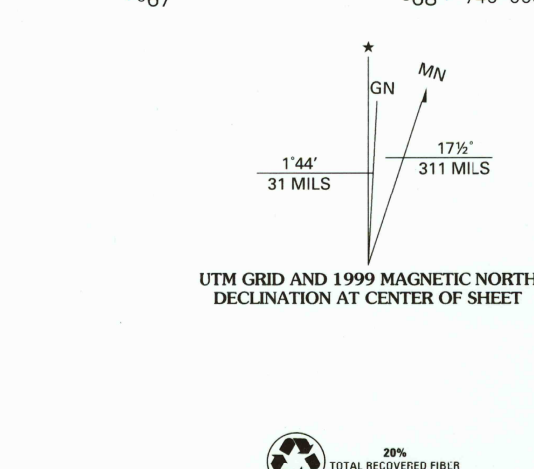 ★
MN
GN
1°44′
31 MILS
17½°
311 MILS
UTM GRID AND 1999 MAGNETIC NORTH
DECLINATION AT CENTER OF SHEET
20%
TOTAL RECOVERED FIBER